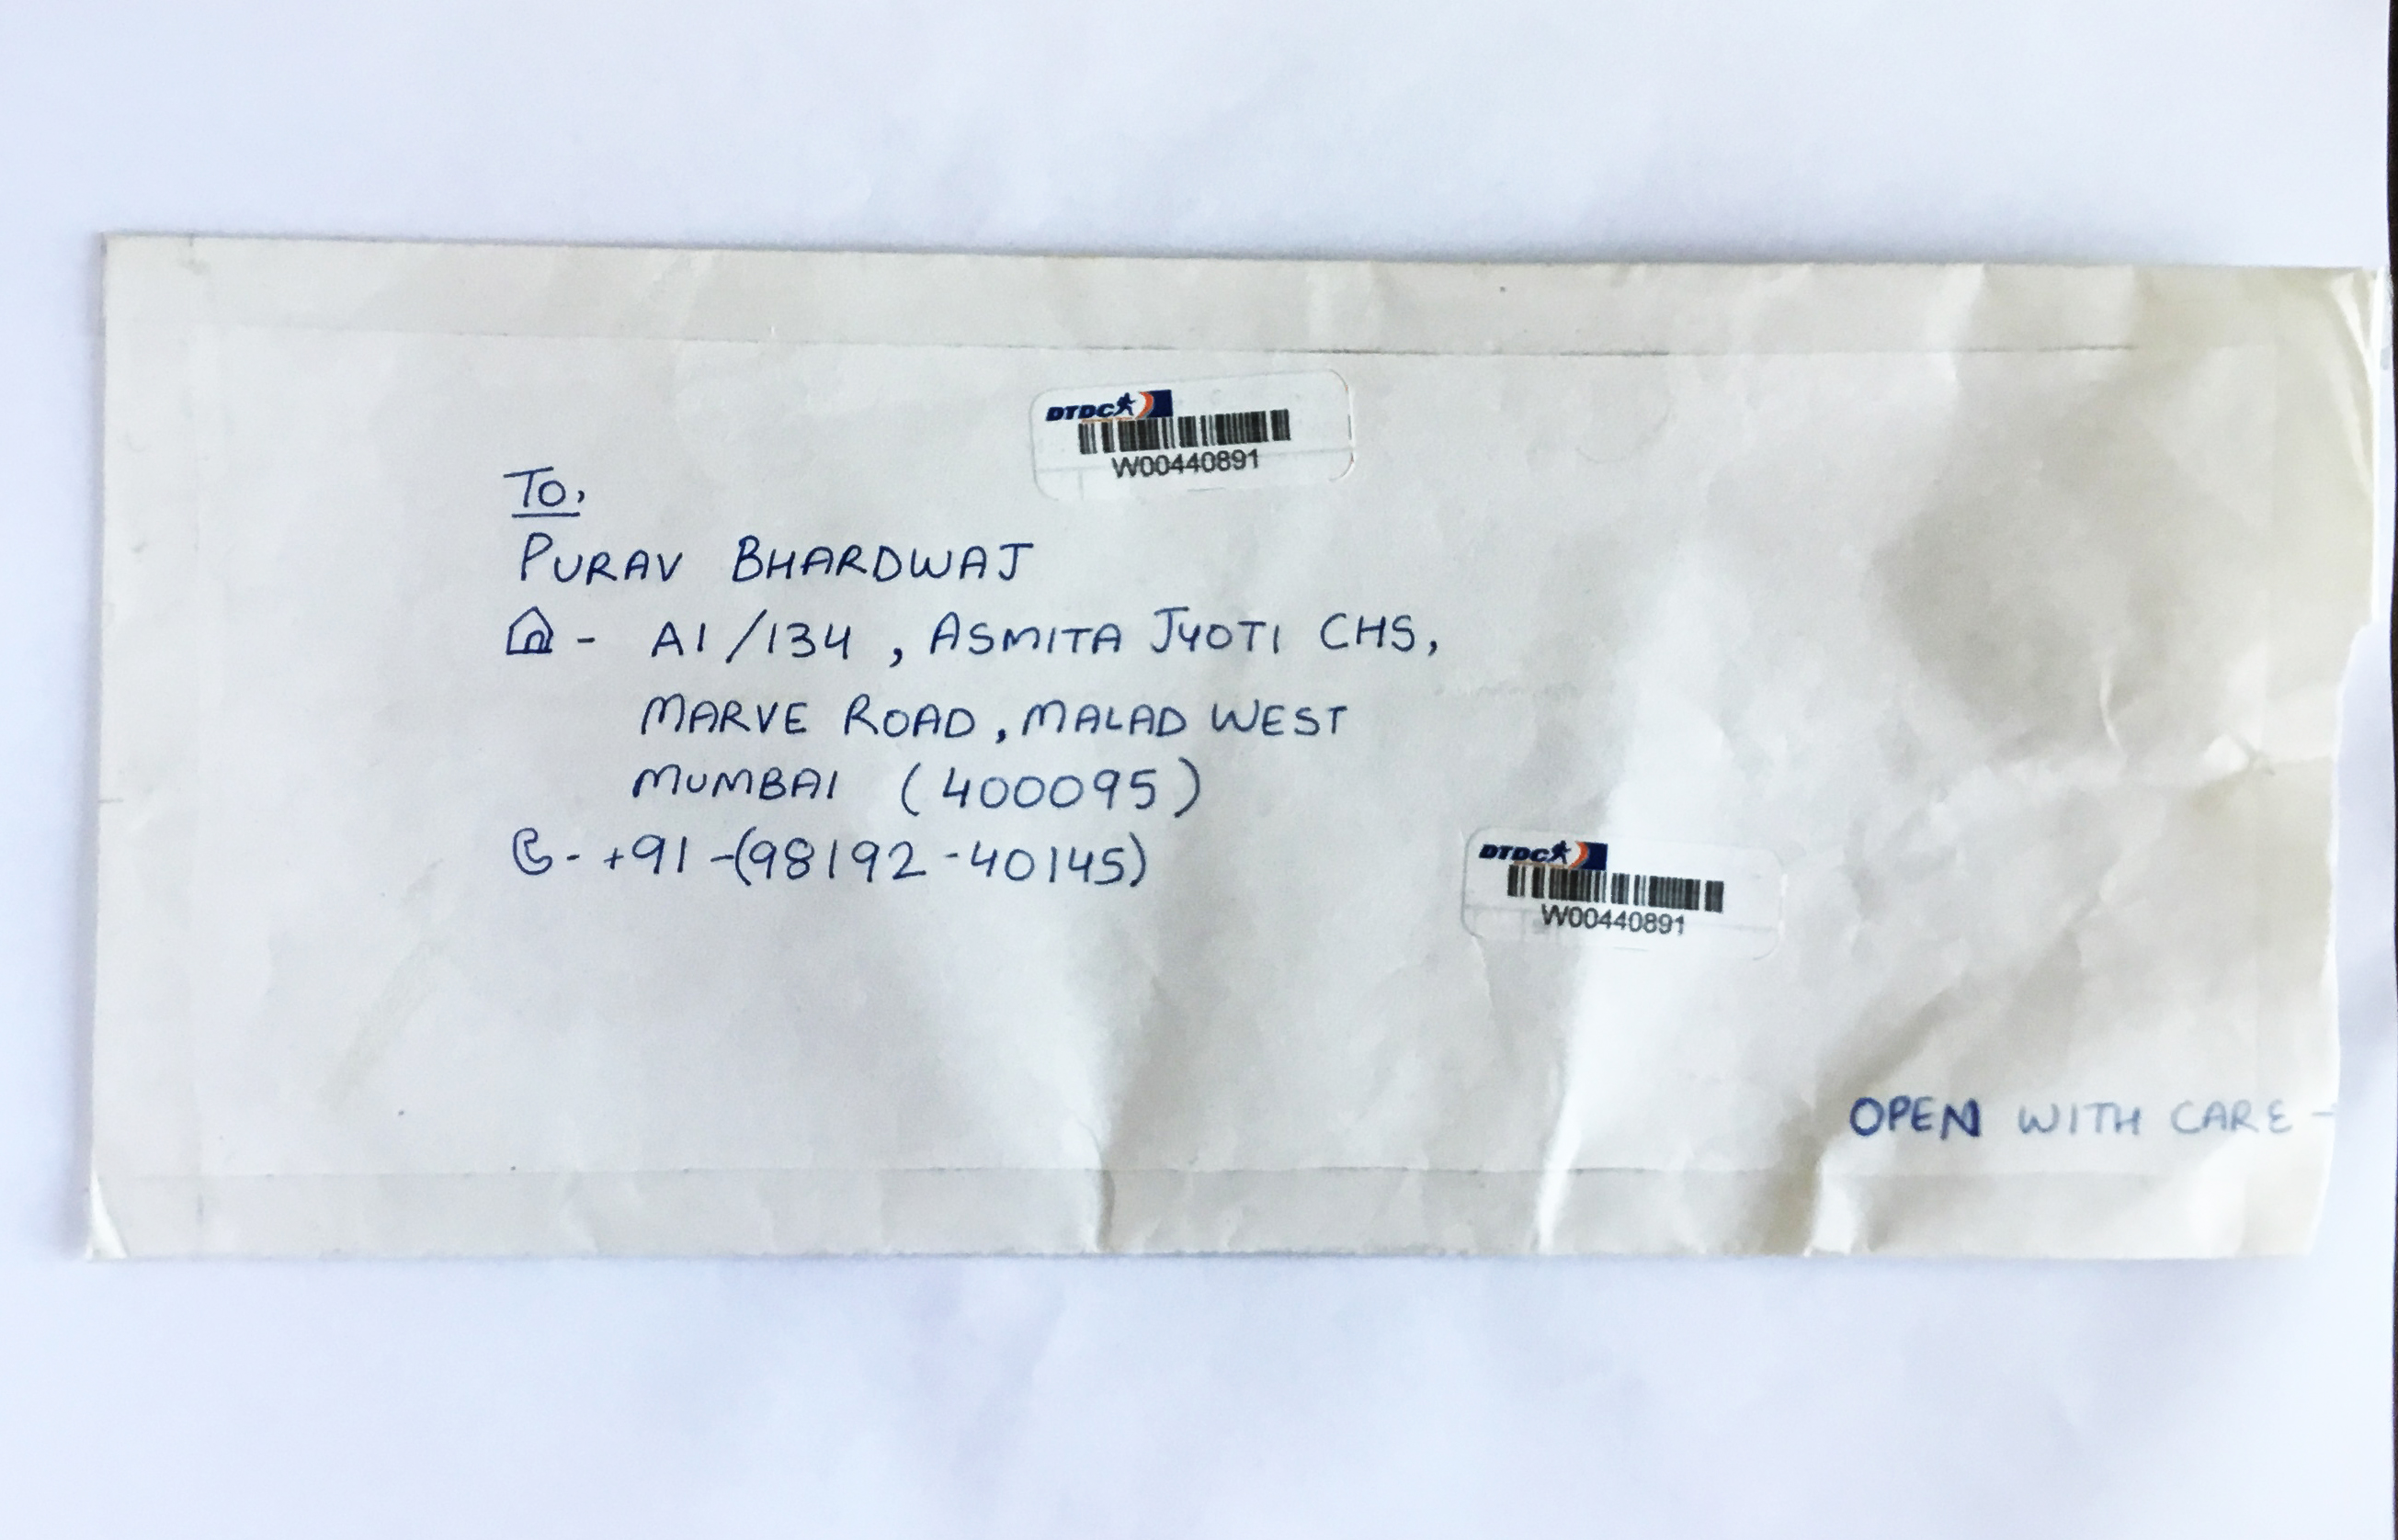 DTDC
W00440891
To,
PURAV BHARDWAJ
- A1/134, ASMITA JYOTI CHS,
MARVE ROAD, MALAD WEST
MUMBAI (400095)
- +91-(98192-40145)
DTDC
W00440891
OPEN WITH CARE -